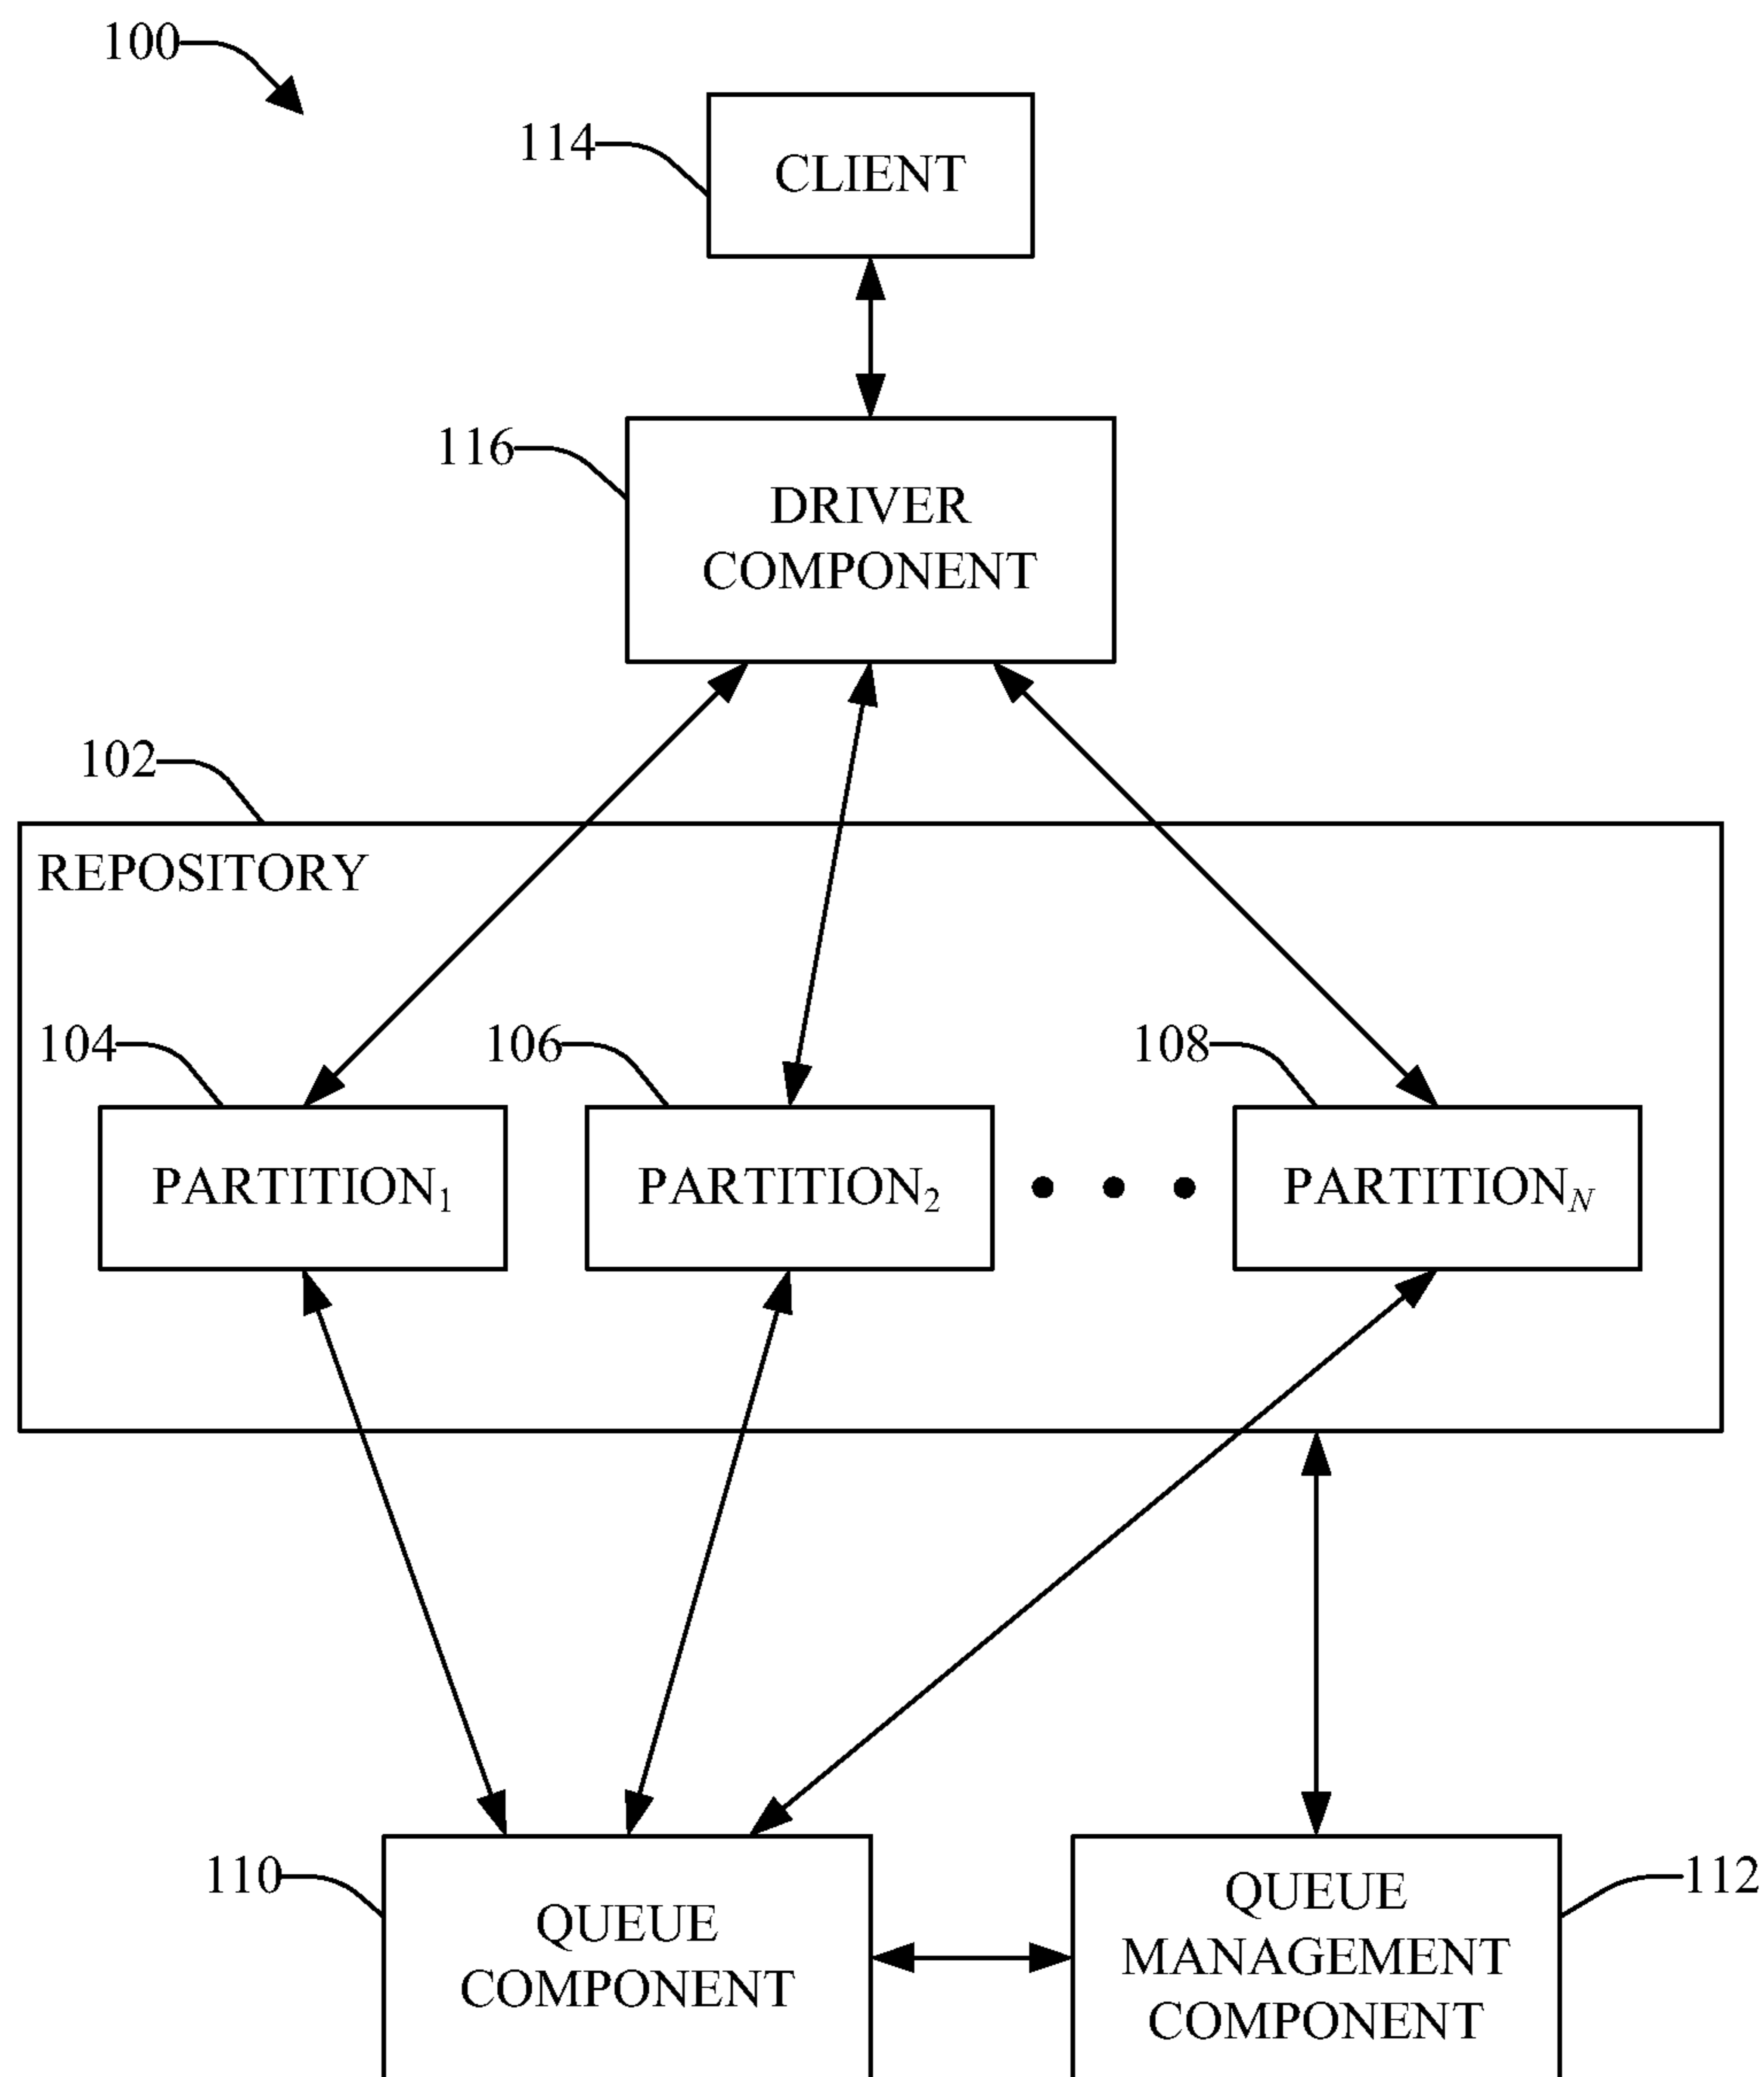 100
114
CLIENT
116
DRIVER
COMPONENT
102
REPOSITORY
104
106
108
PARTITION₁
PARTITION₂
• • •
PARTITION_N
110
QUEUE
COMPONENT
QUEUE
MANAGEMENT
COMPONENT
112